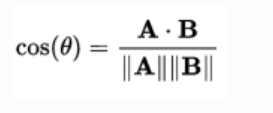 cos(θ) = A · B / ‖A‖‖B‖